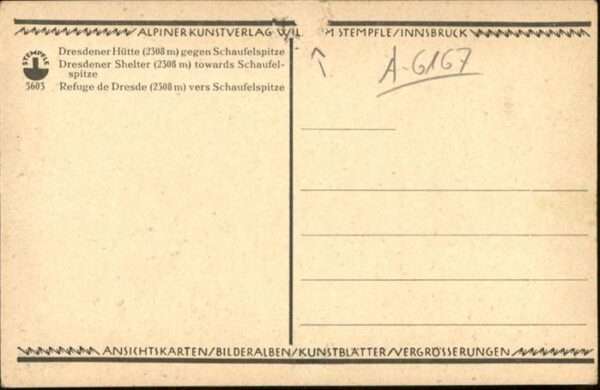 ALPINER KUNSTVERLAG WIL M STEMPFLE/INNSBRUCK
STEMPFLE
5603
Dresdener Hütte (2308 m) gegen Schaufelspitze
Dresdener Shelter (2308 m) towards Schaufel-
spitze
Refuge de Dresde (2308 m) vers Schaufelspitze
A-6167
ANSICHTSKARTEN/BILDERALBEN/KUNSTBLÄTTER/VERGRÖSSERUNGEN